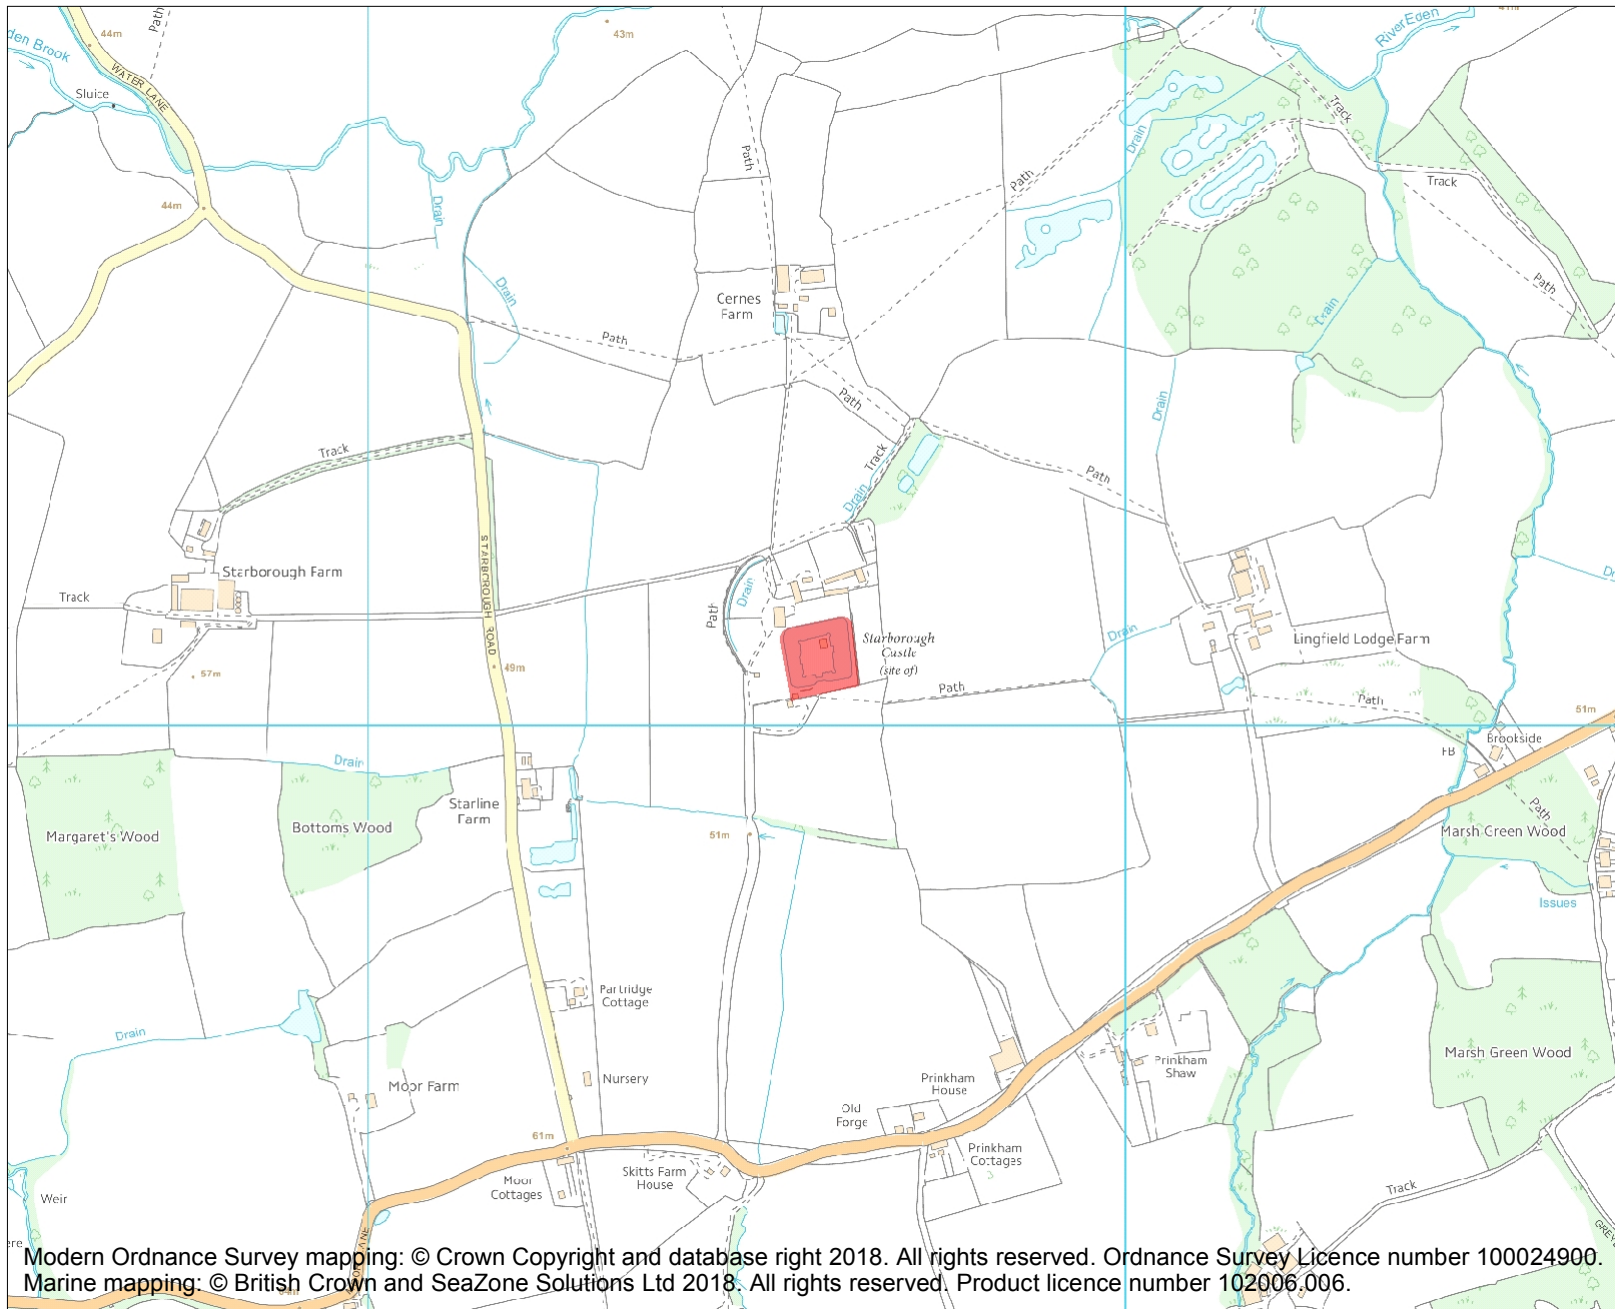 Path
44m
43m
River Eden
den Brook
WATER LANE
Sluice
Track
Drain
Path
Path
Track
44m
Drain
Drain
Path
Cernes
Farm
Drain
Path
Path
Drain
Track
Track
Path
Drain
Starborough Farm
STARBOROUGH ROAD
Track
Path
Drain
Starborough
Castle
(site of)
Drain
Lingfield Lodge Farm
57m
49m
Path
Path
51m
FB
Brookside
Drain
Starline
Farm
Margaret's Wood
Bottoms Wood
51m
Path
Marsh Green Wood
Issues
Partridge
Cottage
Drain
Marsh Green Wood
Moor Farm
Nursery
Prinkham
House
Prinkham
Shaw
Old
Forge
61m
Prinkham
Cottages
Skitts Farm
House
Moor
Cottages
Weir
Track
Modern Ordnance Survey mapping: © Crown Copyright and database right 2018. All rights reserved. Ordnance Survey Licence number 100024900.
Marine mapping: © British Crown and SeaZone Solutions Ltd 2018. All rights reserved. Product licence number 102006.006.